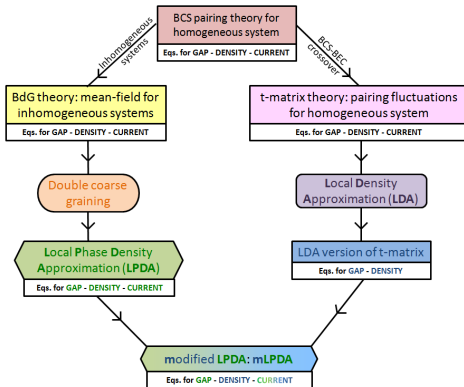 BCS pairing theory for
homogeneous system
Eqs. for GAP - DENSITY - CURRENT
Inhomogeneous
systems
BCS-BEC
crossover
BdG theory: mean-field for
inhomogeneous systems
Eqs. for GAP - DENSITY - CURRENT
t-matrix theory: pairing fluctuations
for homogeneous system
Eqs. for GAP - DENSITY - CURRENT
Double coarse
graining
Local Density
Approximation (LDA)
Local Phase Density
Approximation (LPDA)
Eqs. for GAP - DENSITY - CURRENT
LDA version of t-matrix
Eqs. for GAP - DENSITY
modified LPDA: mLPDA
Eqs. for GAP - DENSITY - CURRENT